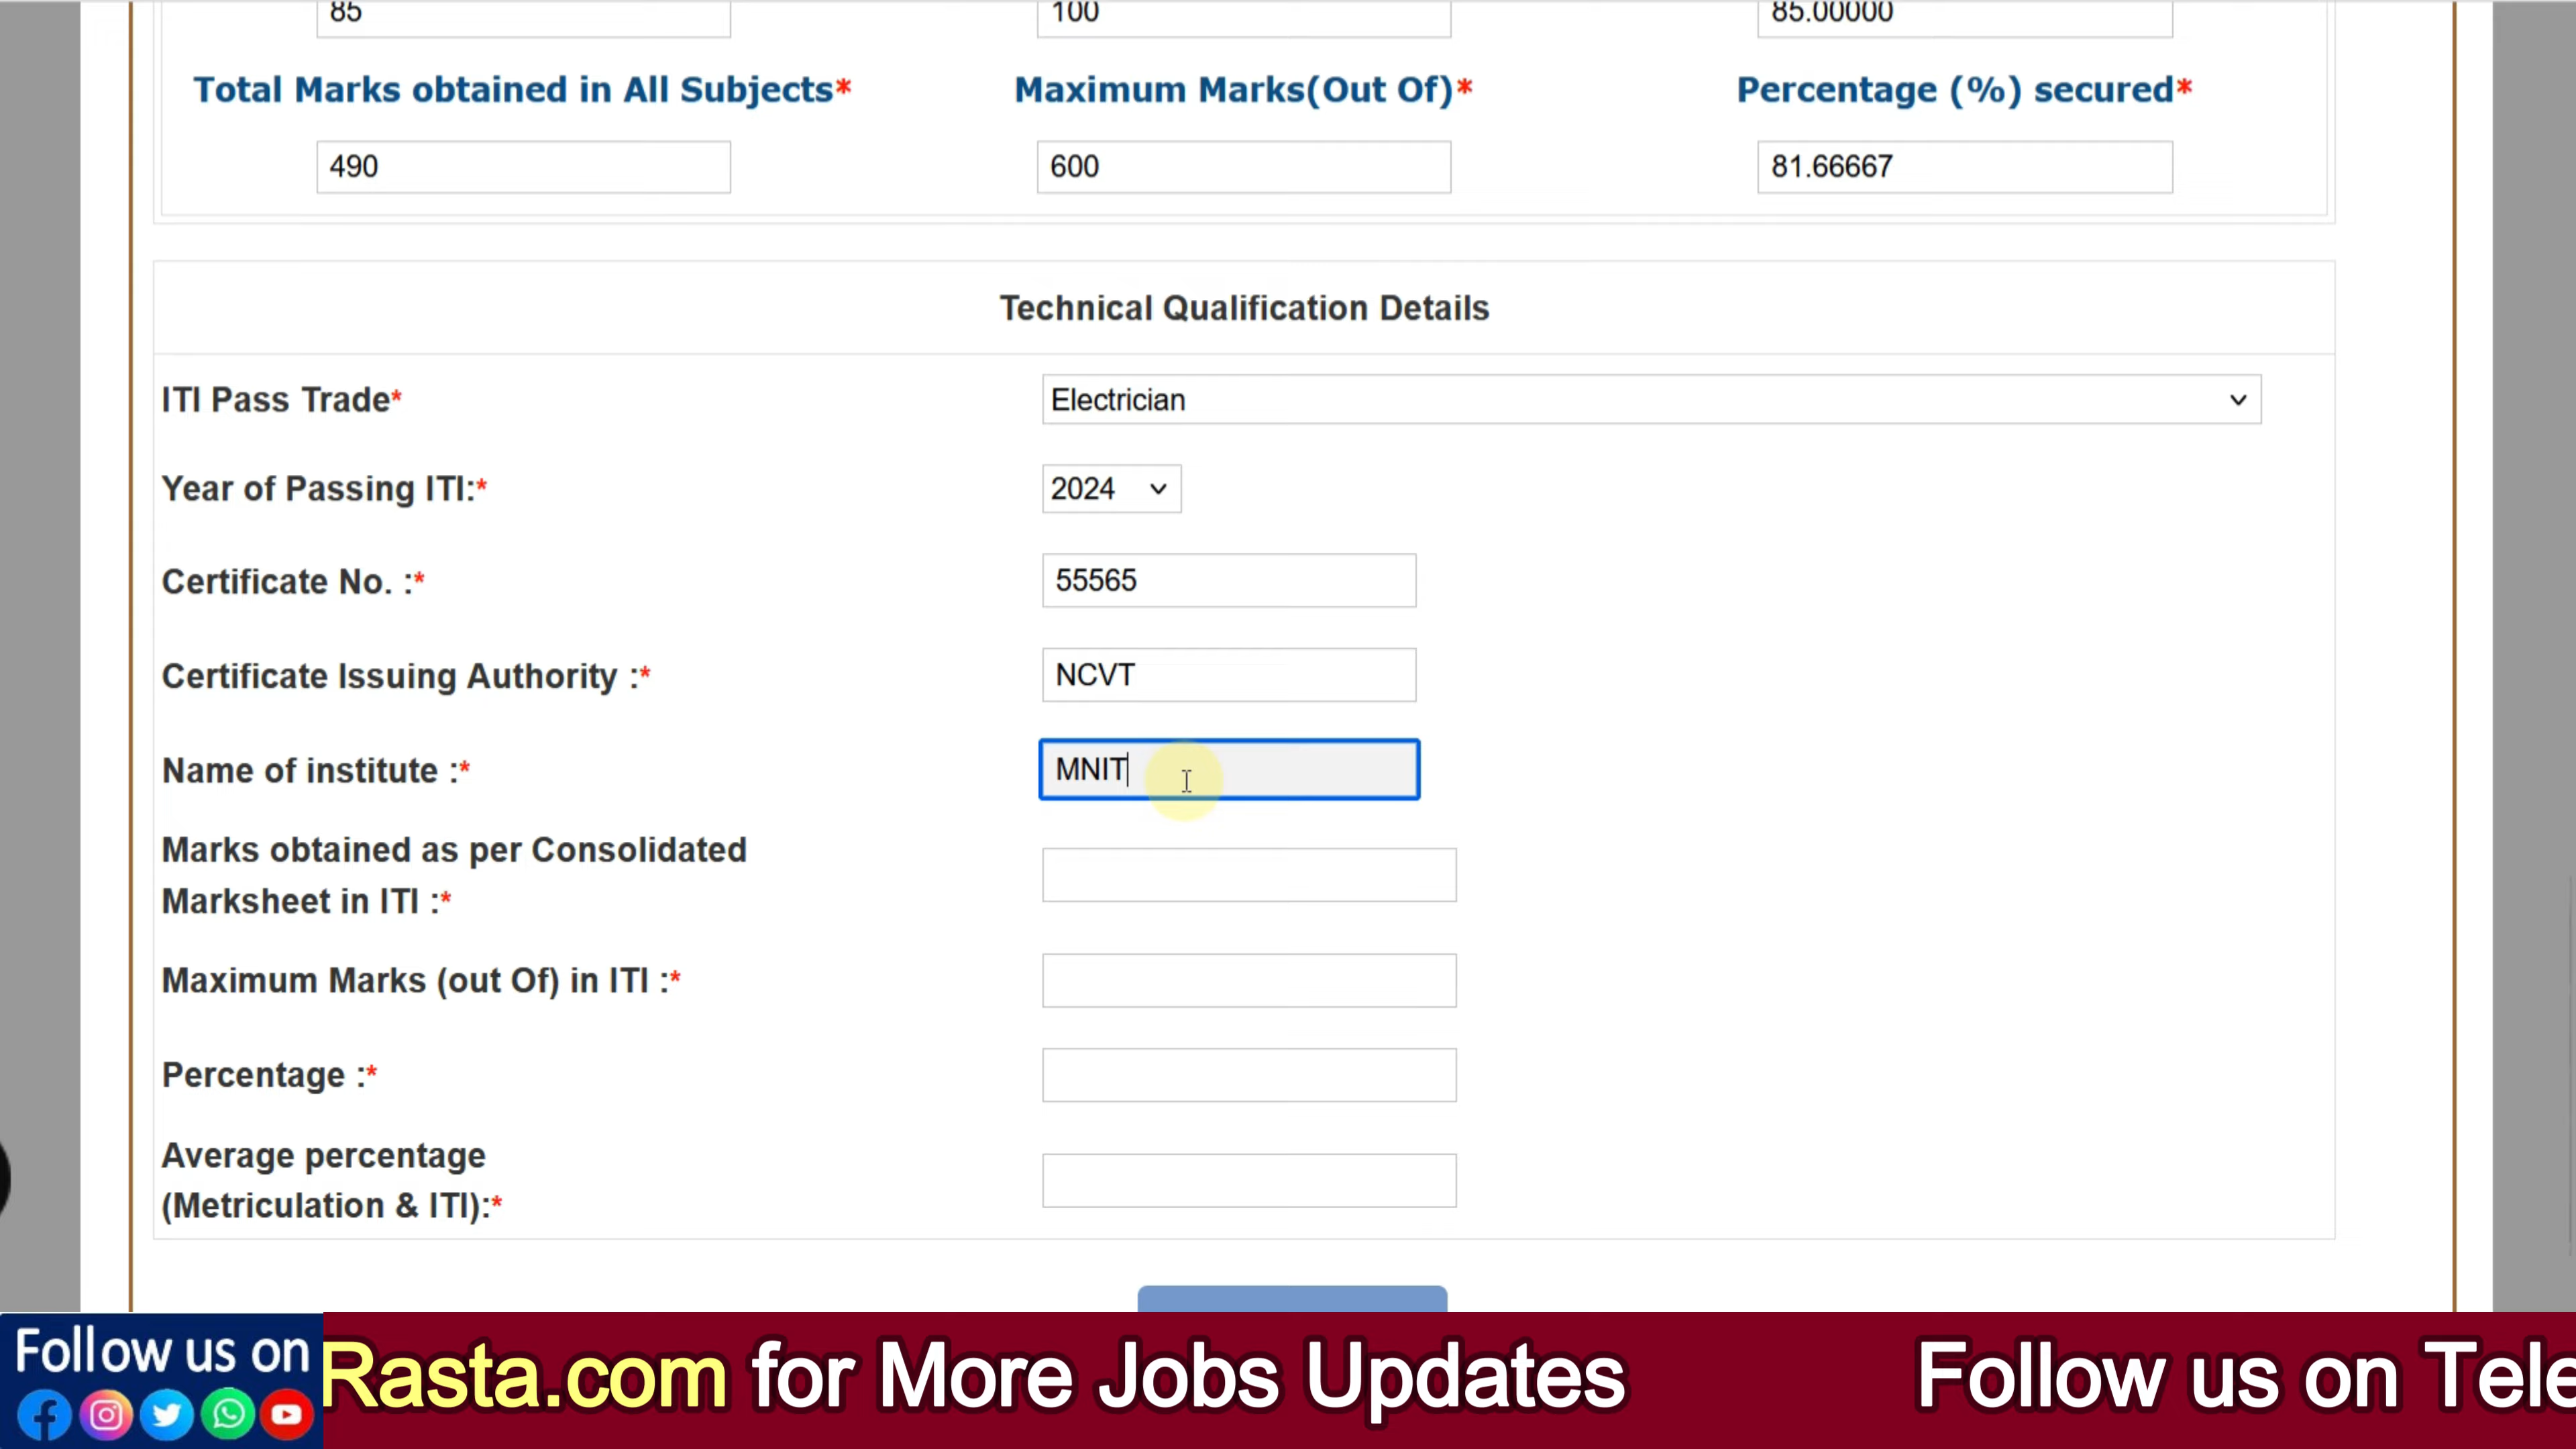 85 100 85.00000
Total Marks obtained in All Subjects* Maximum Marks(Out Of)* Percentage (%) secured*
490 600 81.66667
Technical Qualification Details
ITI Pass Trade* Electrician
Year of Passing ITI:* 2024
Certificate No. :* 55565
Certificate Issuing Authority :* NCVT
Name of institute :* MNIT
Marks obtained as per Consolidated
Marksheet in ITI :*
Maximum Marks (out Of) in ITI :*
Percentage :*
Average percentage
(Metriculation & ITI):*
Follow us on
Rasta.com for More Jobs Updates Follow us on Tele